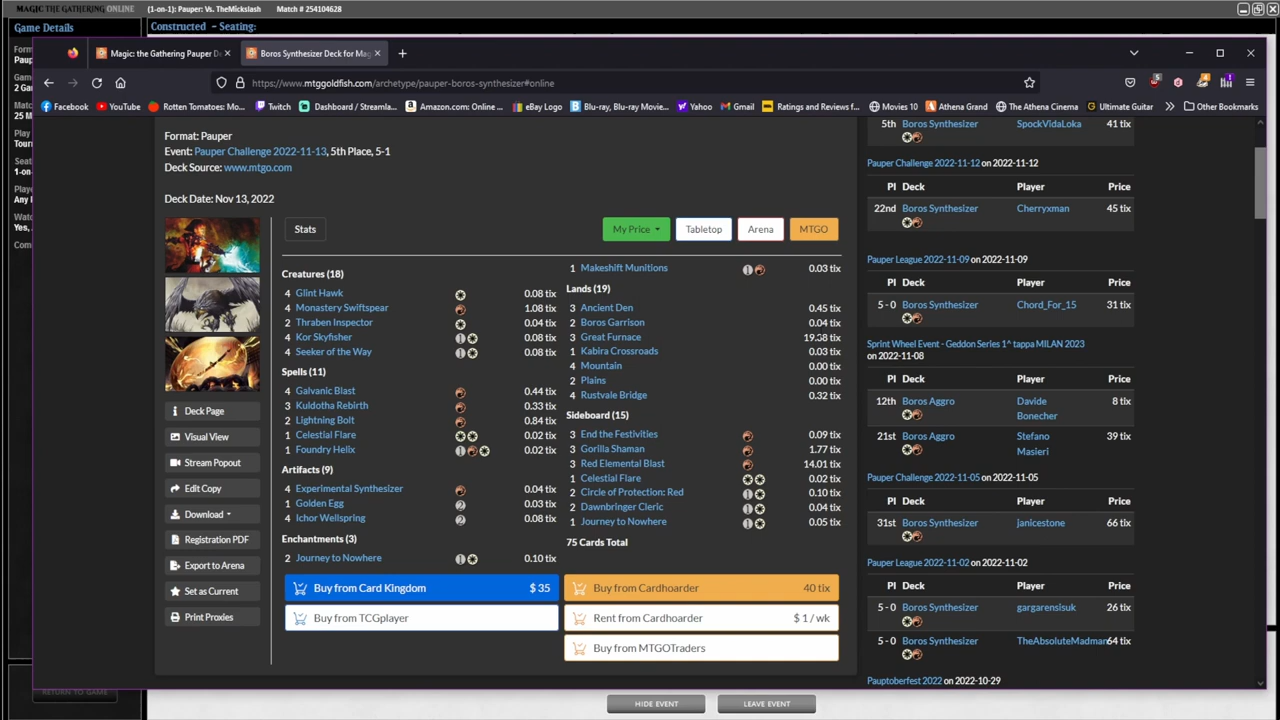 MAGIC THE GATHERING ONLINE (1-on-1): Pauper: Vs. TheMickslash Match # 254104628
Game Details
Constructed - Seating:
Magic: the Gathering Pauper De
Boros Synthesizer Deck for Mag
https://www.mtggoldfish.com/archetype/pauper-boros-synthesizer#online
Facebook YouTube Rotten Tomatoes: Mo... Twitch Dashboard / Streamla... Amazon.com: Online ... eBay Logo Blu-ray, Blu-ray Movie... Yahoo Gmail Ratings and Reviews f... Movies 10 Athena Grand The Athena Cinema Ultimate Guitar Other Bookmarks
Format: Pauper
Event: Pauper Challenge 2022-11-13, 5th Place, 5-1
Deck Source: www.mtgo.com
Deck Date: Nov 13, 2022
Stats
My Price
Tabletop
Arena
MTGO
Creatures (18)
4 Glint Hawk 0.08 tix
4 Monastery Swiftspear 1.08 tix
2 Thraben Inspector 0.04 tix
4 Kor Skyfisher 0.08 tix
4 Seeker of the Way 0.08 tix
Spells (11)
4 Galvanic Blast 0.44 tix
3 Kuldotha Rebirth 0.33 tix
2 Lightning Bolt 0.84 tix
1 Celestial Flare 0.02 tix
1 Foundry Helix 0.02 tix
Artifacts (9)
4 Experimental Synthesizer 0.04 tix
1 Golden Egg 0.03 tix
4 Ichor Wellspring 0.08 tix
Enchantments (3)
2 Journey to Nowhere 0.10 tix
1 Makeshift Munitions 0.03 tix
Lands (19)
3 Ancient Den 0.45 tix
2 Boros Garrison 0.04 tix
3 Great Furnace 19.38 tix
1 Kabira Crossroads 0.03 tix
4 Mountain 0.00 tix
2 Plains 0.00 tix
4 Rustvale Bridge 0.32 tix
Sideboard (15)
3 End the Festivities 0.09 tix
3 Gorilla Shaman 1.77 tix
3 Red Elemental Blast 14.01 tix
1 Celestial Flare 0.02 tix
2 Circle of Protection: Red 0.10 tix
2 Dawnbringer Cleric 0.04 tix
1 Journey to Nowhere 0.05 tix
75 Cards Total
Deck Page
Visual View
Stream Popout
Edit Copy
Download
Registration PDF
Export to Arena
Set as Current
Print Proxies
Buy from Card Kingdom $ 35
Buy from TCGplayer
Buy from Cardhoarder 40 tix
Rent from Cardhoarder $ 1 / wk
Buy from MTGOTraders
5th Boros Synthesizer SpockVidaLoka 41 tix
Pauper Challenge 2022-11-12 on 2022-11-12
Pl Deck Player Price
22nd Boros Synthesizer Cherryxman 45 tix
Pauper League 2022-11-09 on 2022-11-09
Pl Deck Player Price
5 - 0 Boros Synthesizer Chord_For_15 31 tix
Sprint Wheel Event - Geddon Series 1^ tappa MILAN 2023
on 2022-11-08
Pl Deck Player Price
12th Boros Aggro Davide 8 tix
Bonecher
21st Boros Aggro Stefano 39 tix
Masieri
Pauper Challenge 2022-11-05 on 2022-11-05
Pl Deck Player Price
31st Boros Synthesizer janicestone 66 tix
Pauper League 2022-11-02 on 2022-11-02
Pl Deck Player Price
5 - 0 Boros Synthesizer gargarensisuk 26 tix
5 - 0 Boros Synthesizer TheAbsoluteMadman 64 tix
Pauptoberfest 2022 on 2022-10-29
RETURN TO GAME
HIDE EVENT
LEAVE EVENT